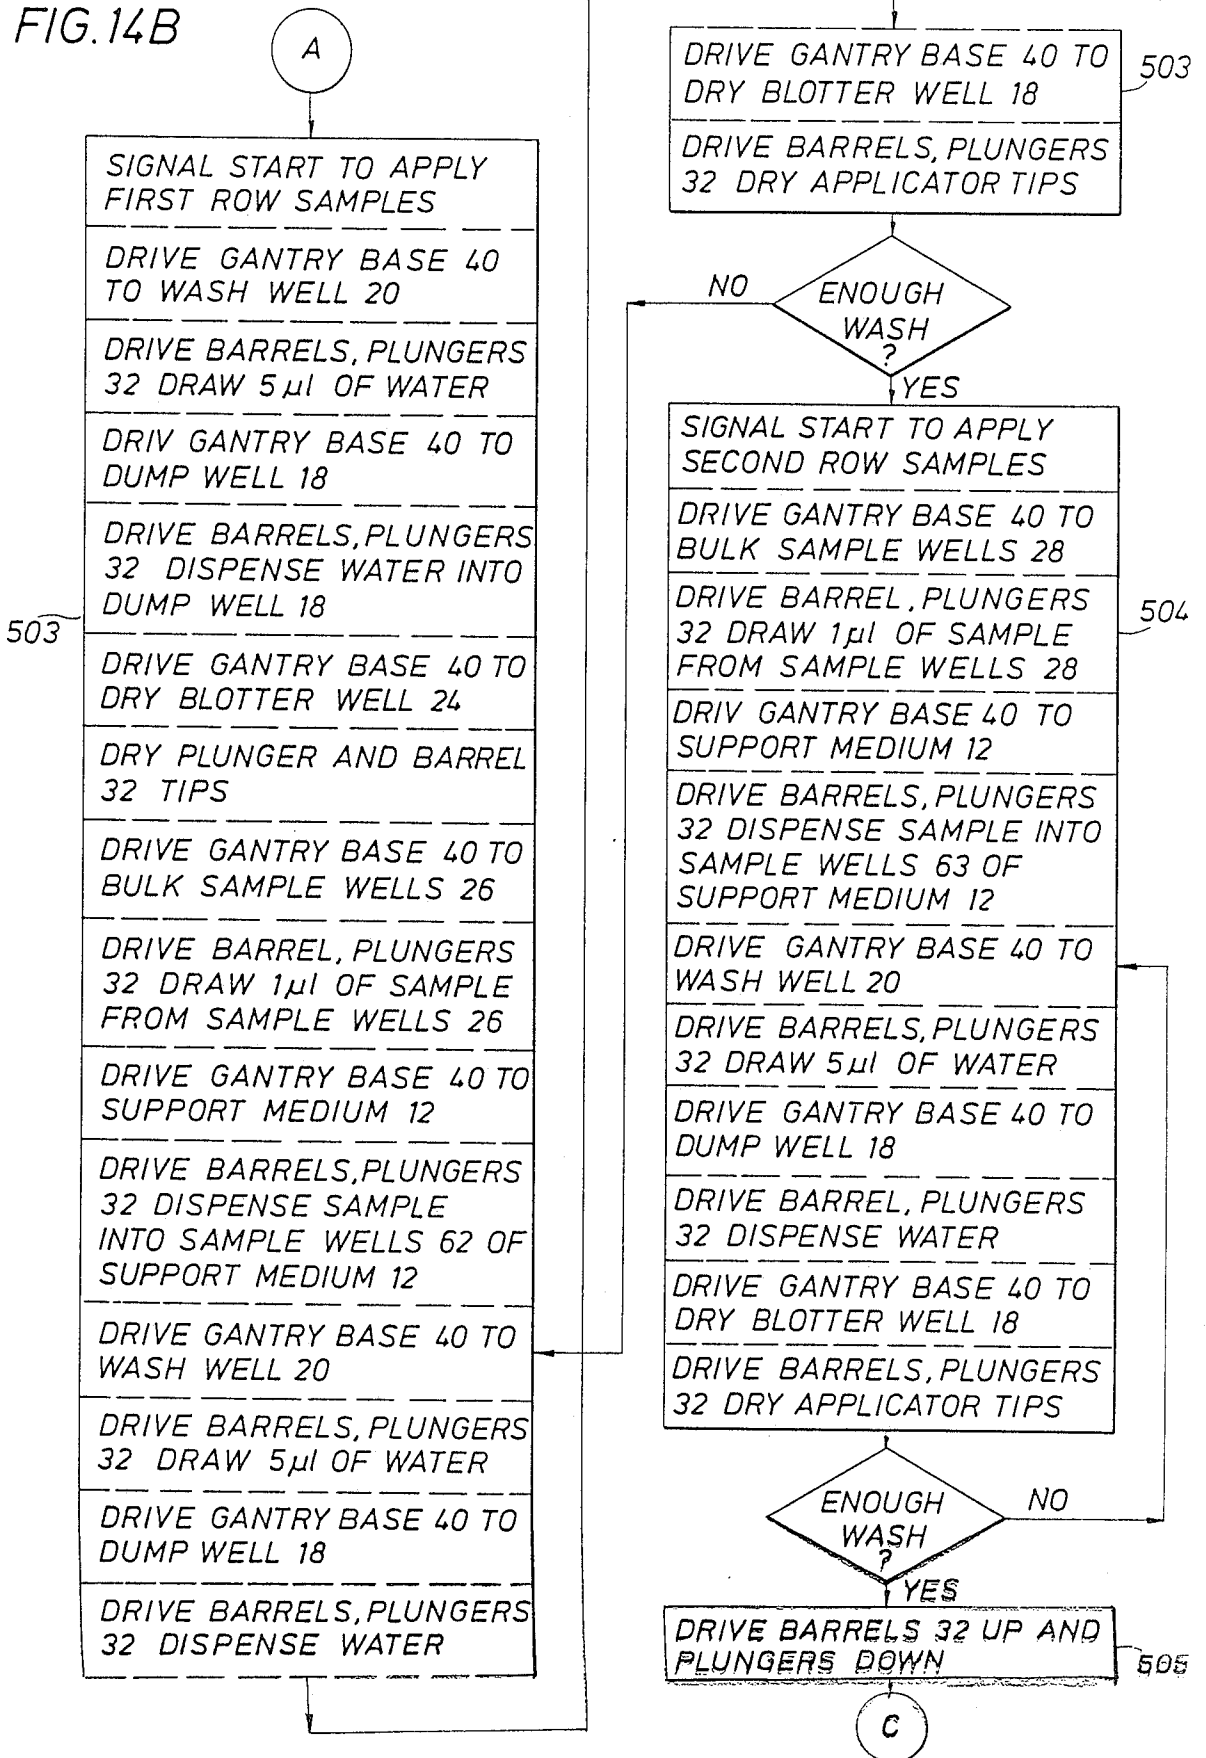 FIG.14B
A
SIGNAL START TO APPLY
FIRST ROW SAMPLES
DRIVE GANTRY BASE 40
TO WASH WELL 20
DRIVE BARRELS, PLUNGERS
32 DRAW 5µl OF WATER
DRIV GANTRY BASE 40 TO
DUMP WELL 18
DRIVE BARRELS, PLUNGERS
32 DISPENSE WATER INTO
DUMP WELL 18
503
DRIVE GANTRY BASE 40 TO
DRY BLOTTER WELL 24
DRY PLUNGER AND BARREL
32 TIPS
DRIVE GANTRY BASE 40 TO
BULK SAMPLE WELLS 26
DRIVE BARREL, PLUNGERS
32 DRAW 1µl OF SAMPLE
FROM SAMPLE WELLS 26
DRIVE GANTRY BASE 40 TO
SUPPORT MEDIUM 12
DRIVE BARRELS, PLUNGERS
32 DISPENSE SAMPLE
INTO SAMPLE WELLS 62 OF
SUPPORT MEDIUM 12
DRIVE GANTRY BASE 40 TO
WASH WELL 20
DRIVE BARRELS, PLUNGERS
32 DRAW 5µl OF WATER
DRIVE GANTRY BASE 40 TO
DUMP WELL 18
DRIVE BARRELS, PLUNGERS
32 DISPENSE WATER
DRIVE GANTRY BASE 40 TO
DRY BLOTTER WELL 18
503
DRIVE BARRELS, PLUNGERS
32 DRY APPLICATOR TIPS
NO
ENOUGH
WASH
?
YES
SIGNAL START TO APPLY
SECOND ROW SAMPLES
DRIVE GANTRY BASE 40 TO
BULK SAMPLE WELLS 28
DRIVE BARREL, PLUNGERS
32 DRAW 1µl OF SAMPLE
FROM SAMPLE WELLS 28
504
DRIV GANTRY BASE 40 TO
SUPPORT MEDIUM 12
DRIVE BARRELS, PLUNGERS
32 DISPENSE SAMPLE INTO
SAMPLE WELLS 63 OF
SUPPORT MEDIUM 12
DRIVE GANTRY BASE 40 TO
WASH WELL 20
DRIVE BARRELS, PLUNGERS
32 DRAW 5µl OF WATER
DRIVE GANTRY BASE 40 TO
DUMP WELL 18
DRIVE BARREL, PLUNGERS
32 DISPENSE WATER
DRIVE GANTRY BASE 40 TO
DRY BLOTTER WELL 18
DRIVE BARRELS, PLUNGERS
32 DRY APPLICATOR TIPS
ENOUGH
WASH
?
NO
YES
DRIVE BARRELS 32 UP AND
PLUNGERS DOWN
505
C